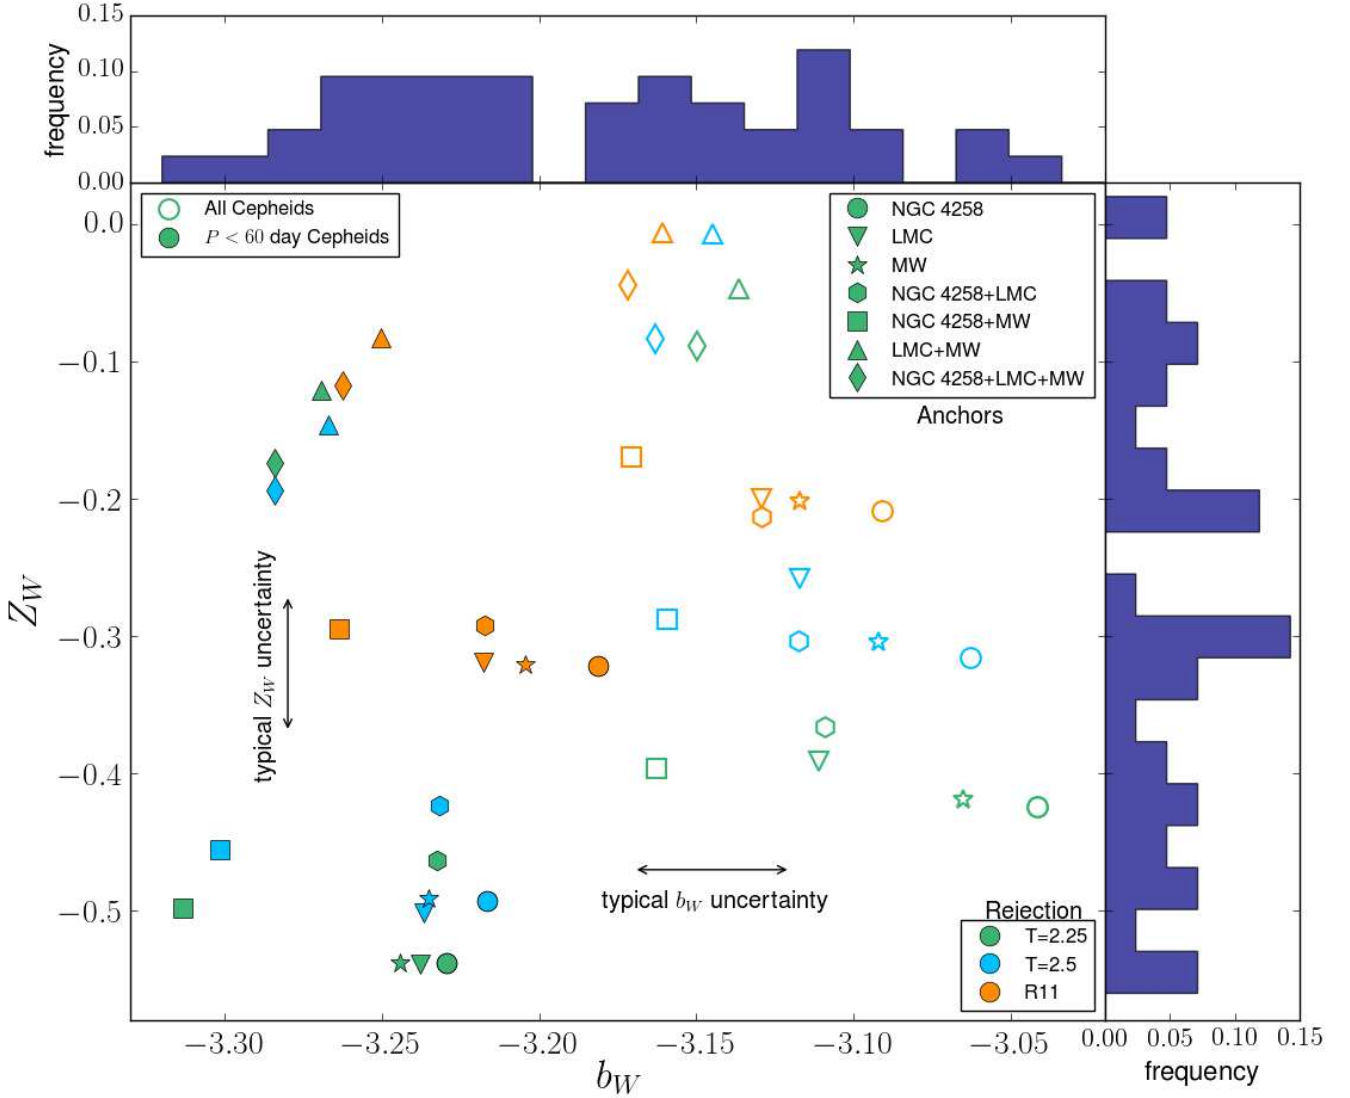 0.15
0.10
0.05
0.00
frequency
All Cepheids
P < 60 day Cepheids
NGC 4258
LMC
MW
NGC 4258+LMC
NGC 4258+MW
LMC+MW
NGC 4258+LMC+MW
Anchors
0.0
−0.1
−0.2
−0.3
−0.4
−0.5
Z_W
typical Z_W uncertainty
typical b_W uncertainty
Rejection
T=2.25
T=2.5
R11
−3.30 −3.25 −3.20 −3.15 −3.10 −3.05
b_W
0.00 0.05 0.10 0.15
frequency